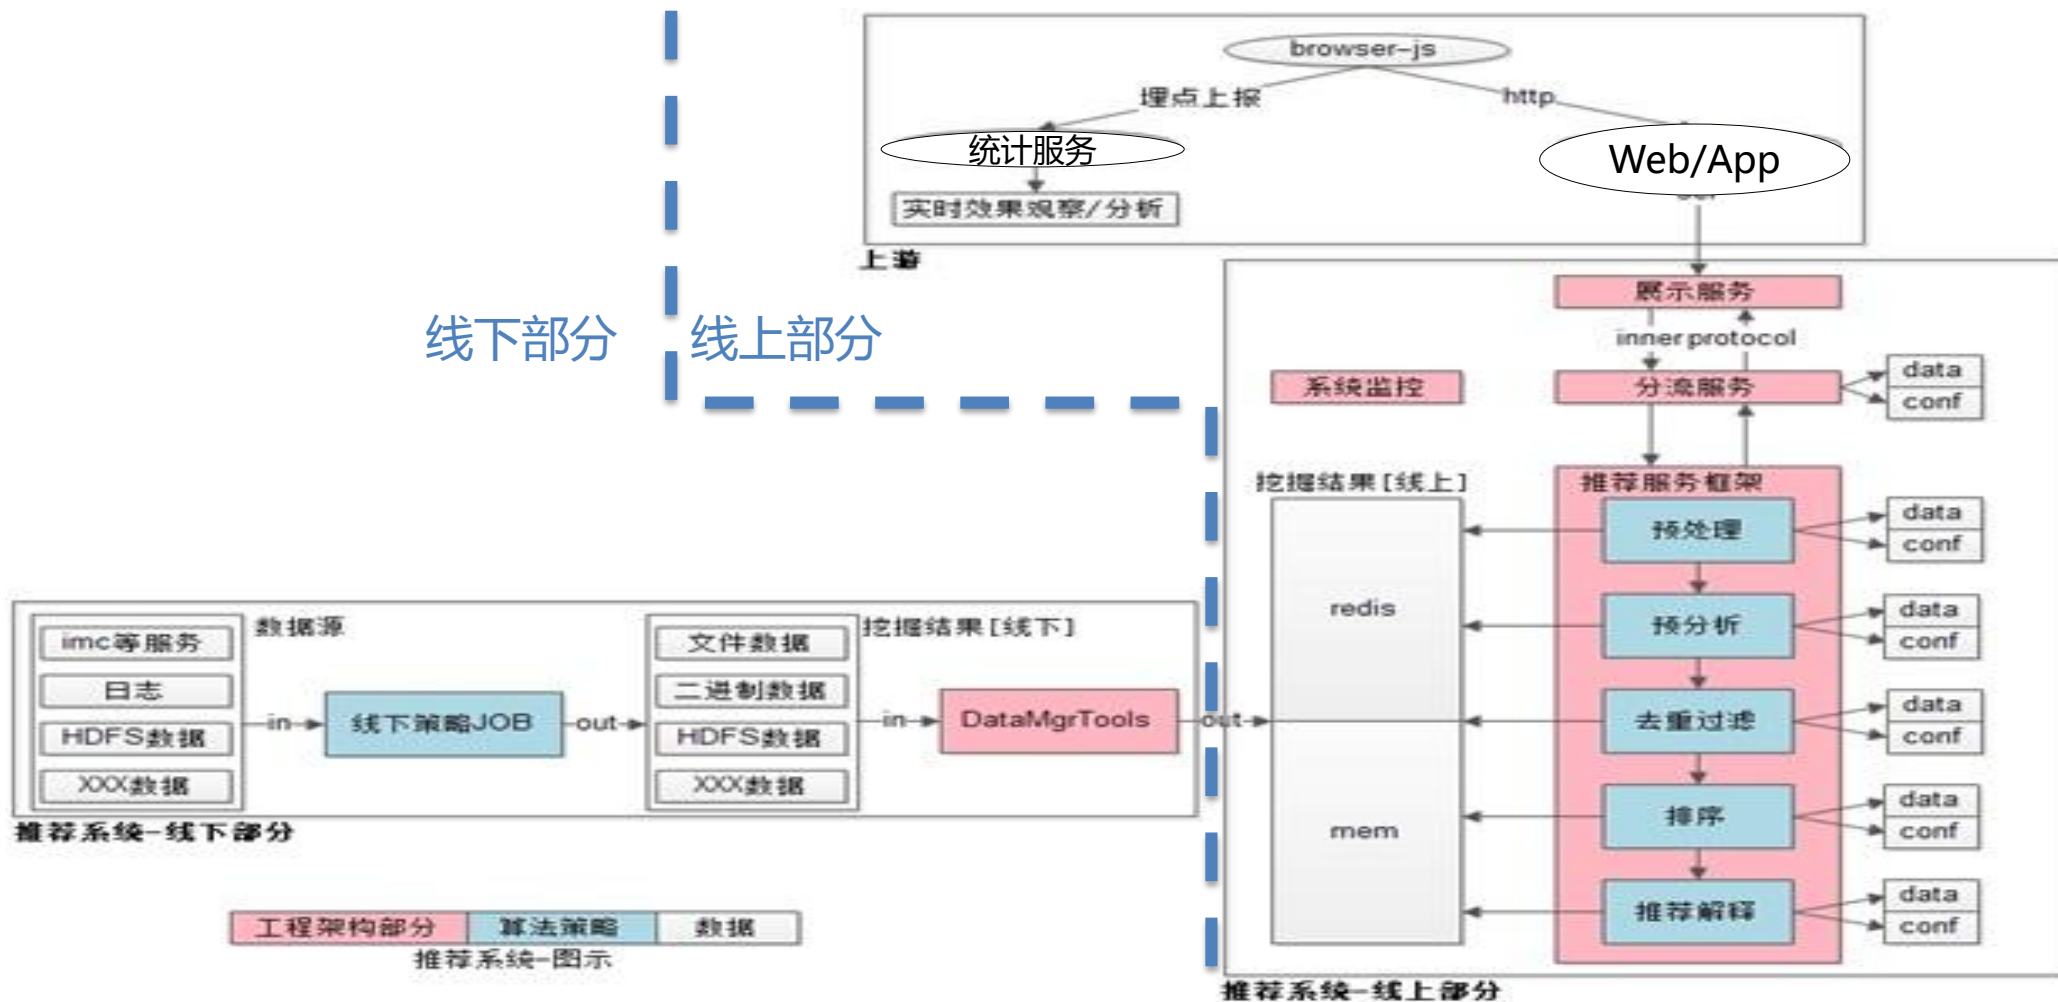 browser-js
埋点上报
http
统计服务
Web/App
实时效果观察/分析
上游
线下部分
线上部分
展示服务
inner protocol
系统监控
分流服务
data
conf
挖掘结果[线上]
推荐服务框架
预处理
data
conf
redis
预分析
data
conf
去重过滤
data
conf
mem
排序
data
conf
推荐解释
data
conf
推荐系统-线上部分
数据源
imc等服务
日志
HDFS数据
XXX数据
in
线下策略JOB
out
挖掘结果[线下]
文件数据
二进制数据
HDFS数据
XXX数据
in
DataMgrTools
out
推荐系统-线下部分
工程架构部分
算法策略
数据
推荐系统-图示